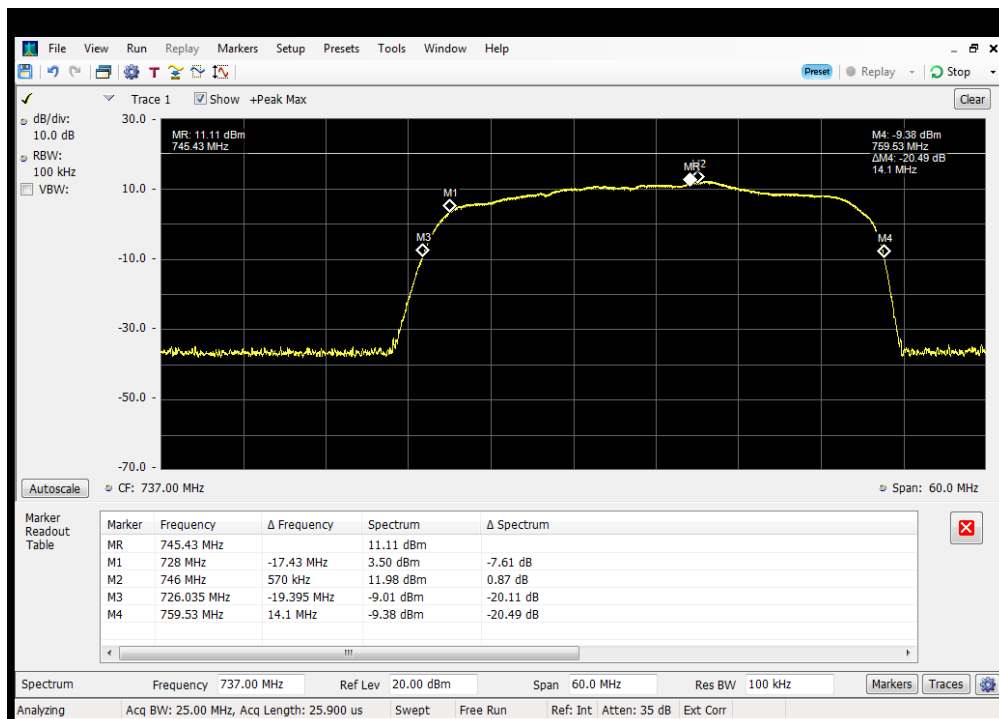 File View Run Replay Markers Setup Presets Tools Window Help
Preset Replay Stop
Trace 1 Show +Peak Max Clear
dB/div:
10.0 dB
RBW:
100 kHz
VBW:
30.0
10.0
-10.0
-30.0
-50.0
-70.0
MR: 11.11 dBm
745.43 MHz
M4: -9.38 dBm
759.53 MHz
ΔM4: -20.49 dB
14.1 MHz
M1
MR
M3
M4
Autoscale CF: 737.00 MHz Span: 60.0 MHz
Marker
Readout
Table
Marker Frequency Δ Frequency Spectrum Δ Spectrum
MR 745.43 MHz 11.11 dBm
M1 728 MHz -17.43 MHz 3.50 dBm -7.61 dB
M2 746 MHz 570 kHz 11.98 dBm 0.87 dB
M3 726.035 MHz -19.395 MHz -9.01 dBm -20.11 dB
M4 759.53 MHz 14.1 MHz -9.38 dBm -20.49 dB
Spectrum Frequency 737.00 MHz Ref Lev 20.00 dBm Span 60.0 MHz Res BW 100 kHz Markers Traces
Analyzing Acq BW: 25.00 MHz, Acq Length: 25.900 us Swept Free Run Ref: Int Atten: 35 dB Ext Corr